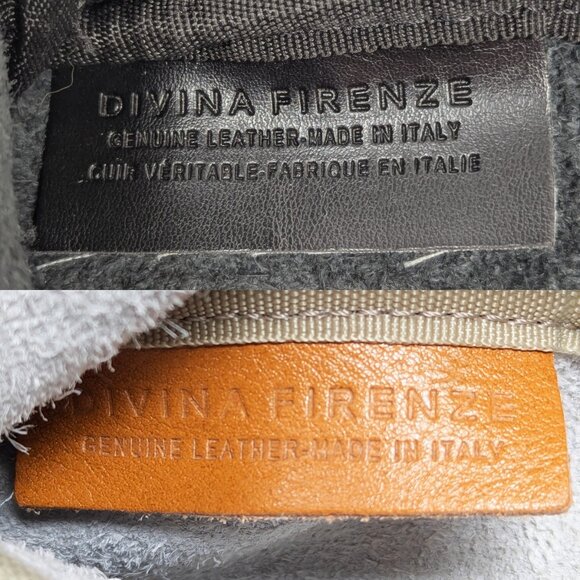 DIVINA FIRENZE
GENUINE LEATHER-MADE IN ITALY
CUIR VÉRITABLE-FABRIQUE EN ITALIE
DIVINA FIRENZE
GENUINE LEATHER-MADE IN ITALY